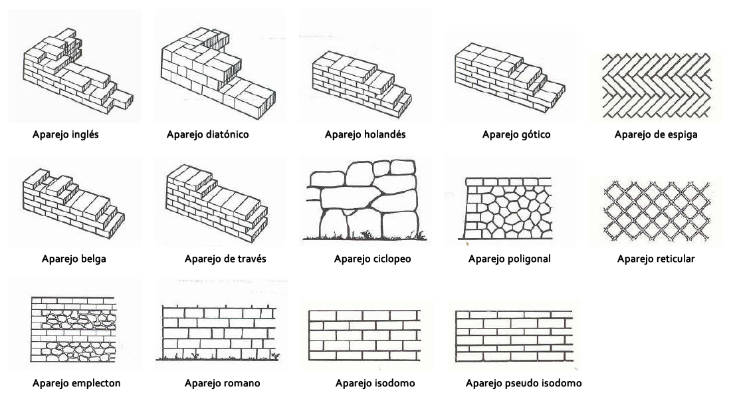 Aparejo inglés
Aparejo diatónico
Aparejo holandés
Aparejo gótico
Aparejo de espiga
Aparejo belga
Aparejo de través
Aparejo ciclopeo
Aparejo poligonal
Aparejo reticular
Aparejo emplecton
Aparejo romano
Aparejo isodomo
Aparejo pseudo isodomo